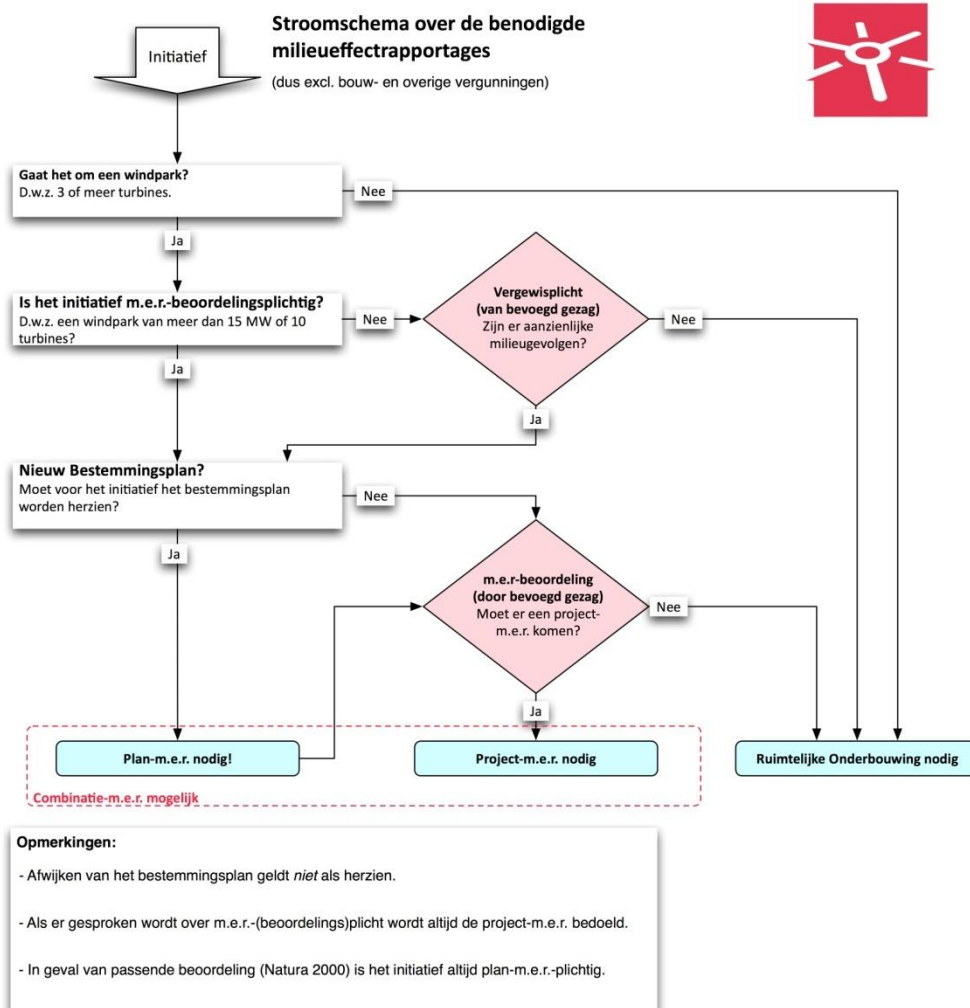 Initiatief
Stroomschema over de benodigde
milieueffectrapportages
(dus excl. bouw- en overige vergunningen)
Gaat het om een windpark?
D.w.z. 3 of meer turbines.
Nee
Ja
Is het initiatief m.e.r.-beoordelingsplichtig?
D.w.z. een windpark van meer dan 15 MW of 10
turbines?
Nee
Vergewisplicht
(van bevoegd gezag)
Zijn er aanzienlijke
milieugevolgen?
Nee
Ja
Ja
Nieuw Bestemmingsplan?
Moet voor het initiatief het bestemmingsplan
worden herzien?
Nee
Ja
m.e.r-beoordeling
(door bevoegd gezag)
Moet er een project-
m.e.r. komen?
Nee
Ja
Plan-m.e.r. nodig!
Project-m.e.r. nodig
Ruimtelijke Onderbouwing nodig
Combinatie-m.e.r. mogelijk
Opmerkingen:
- Afwijken van het bestemmingsplan geldt niet als herzien.
- Als er gesproken wordt over m.e.r.-(beoordelings)plicht wordt altijd de project-m.e.r. bedoeld.
- In geval van passende beoordeling (Natura 2000) is het initiatief altijd plan-m.e.r.-plichtig.